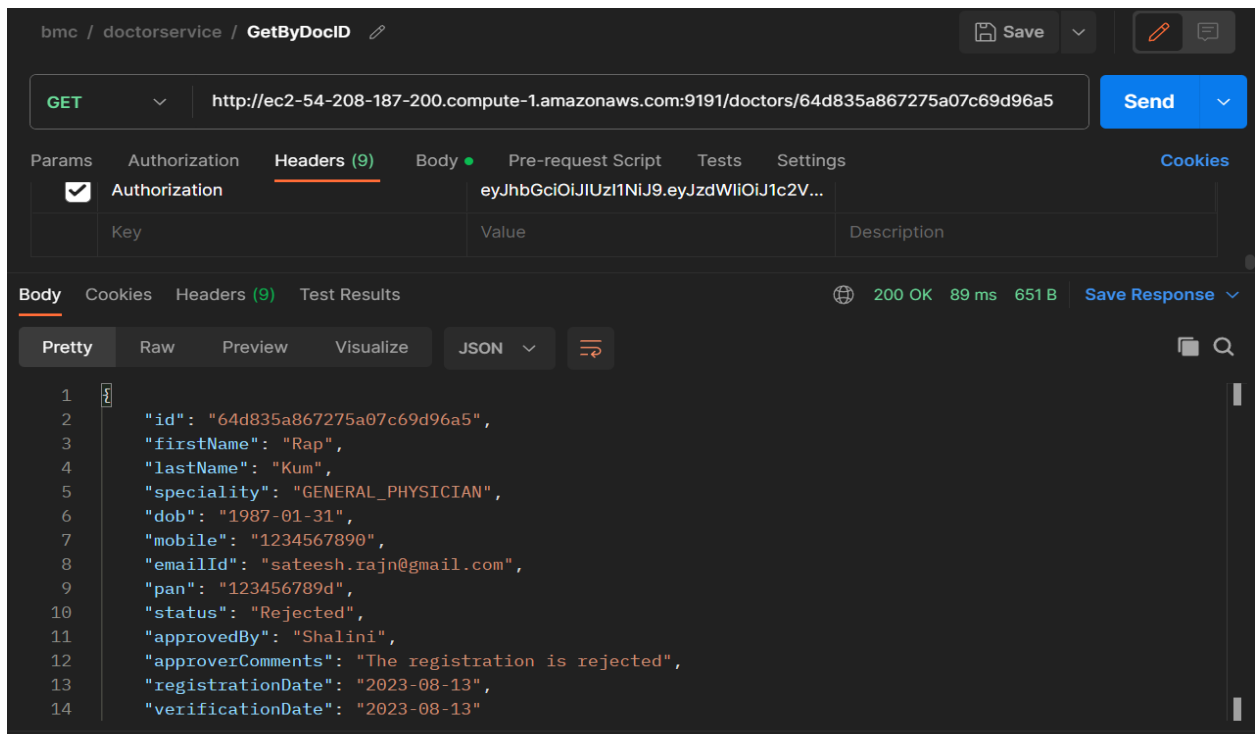 bmc / doctorservice / GetByDocID Save
GET http://ec2-54-208-187-200.compute-1.amazonaws.com:9191/doctors/64d835a867275a07c69d96a5 Send
Params Authorization Headers (9) Body Pre-request Script Tests Settings Cookies
Authorization eyJhbGciOiJIUzI1NiJ9.eyJzdWIiOiJ1c2V...
Key Value Description
Body Cookies Headers (9) Test Results 200 OK 89 ms 651 B Save Response
Pretty Raw Preview Visualize JSON
1 {
2 "id": "64d835a867275a07c69d96a5",
3 "firstName": "Rap",
4 "lastName": "Kum",
5 "speciality": "GENERAL_PHYSICIAN",
6 "dob": "1987-01-31",
7 "mobile": "1234567890",
8 "emailId": "sateesh.rajn@gmail.com",
9 "pan": "123456789d",
10 "status": "Rejected",
11 "approvedBy": "Shalini",
12 "approverComments": "The registration is rejected",
13 "registrationDate": "2023-08-13",
14 "verificationDate": "2023-08-13"